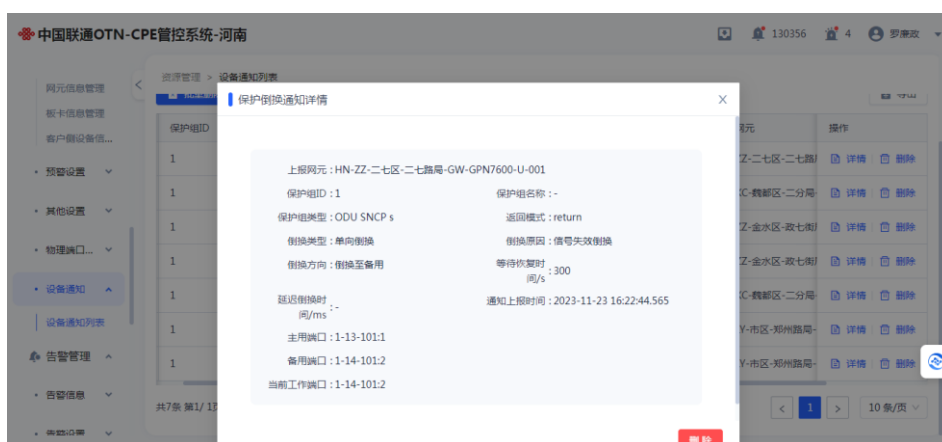 中国联通OTN-CPE管控系统-河南
130356 4 罗康政
网元信息管理
板卡信息管理
客户侧设备信...
预警设置
其他设置
物理端口...
设备通知
设备通知列表
告警管理
告警信息
告警设置
资源管理 > 设备通知列表
保护组ID 操作
1 Z-二七区-二七路 详情 删除
1 C-魏都区-二分局- 详情 删除
1 Z-金水区-政七街 详情 删除
1 Z-金水区-政七街 详情 删除
1 C-魏都区-二分局- 详情 删除
1 Y-市区-郑州路局- 详情 删除
1 Y-市区-郑州路局- 详情 删除
共7条 第1/ 1 < 1 > 10 条/页
保护倒换通知详情 X
上报网元 : HN-ZZ-二七区-二七路局-GW-GPN7600-U-001
保护组ID : 1 保护组名称 : -
保护组类型 : ODU SNCP s 返回模式 : return
倒换类型 : 单向倒换 倒换原因 : 信号失效倒换
倒换方向 : 倒换至备用 等待恢复时间/s : 300
延迟倒换时间/ms : - 通知上报时间 : 2023-11-23 16:22:44.565
主用端口 : 1-13-101:1
备用端口 : 1-14-101:2
当前工作端口 : 1-14-101:2
删除